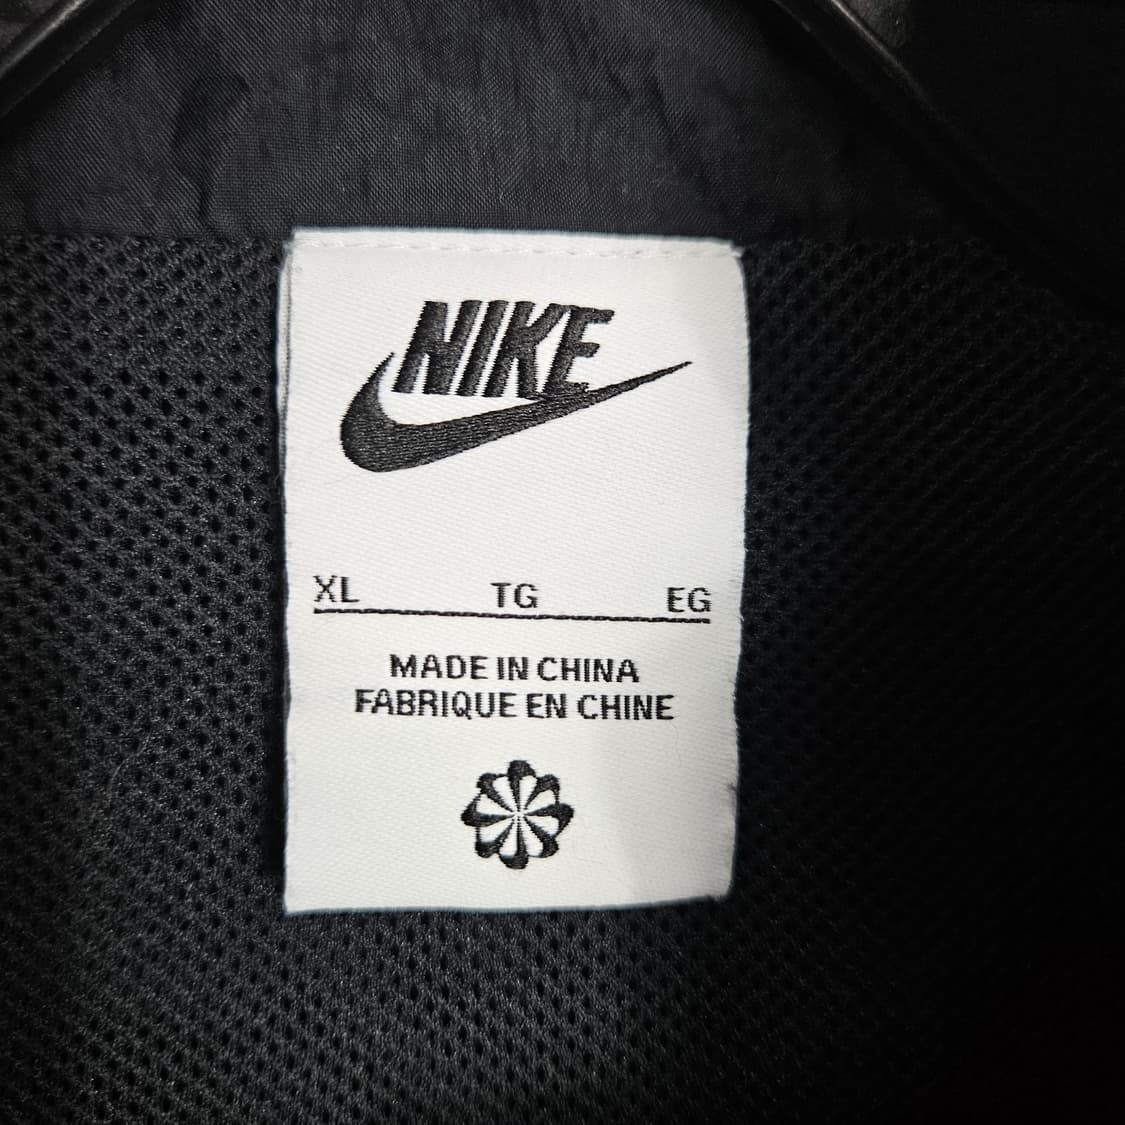 NIKE
XL TG EG
MADE IN CHINA
FABRIQUE EN CHINE